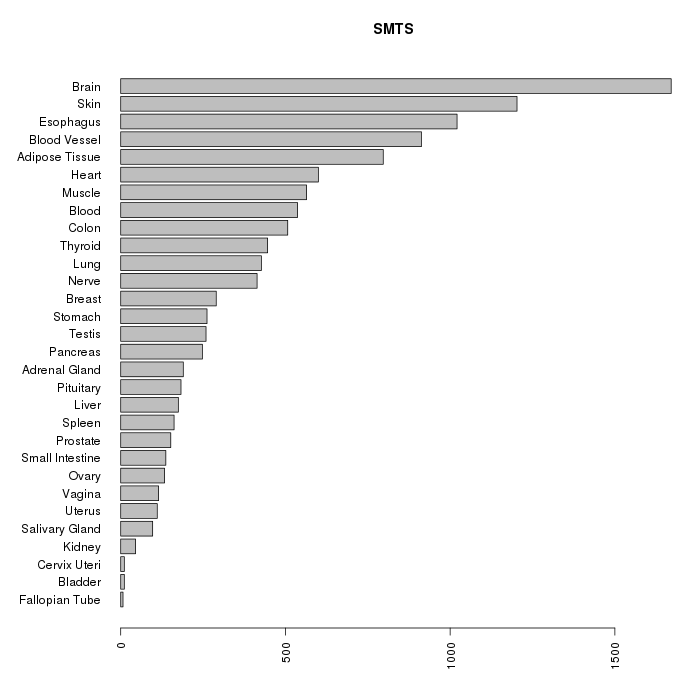 SMTS
Brain
Skin
Esophagus
Blood Vessel
Adipose Tissue
Heart
Muscle
Blood
Colon
Thyroid
Lung
Nerve
Breast
Stomach
Testis
Pancreas
Adrenal Gland
Pituitary
Liver
Spleen
Prostate
Small Intestine
Ovary
Vagina
Uterus
Salivary Gland
Kidney
Cervix Uteri
Bladder
Fallopian Tube
0
500
1000
1500